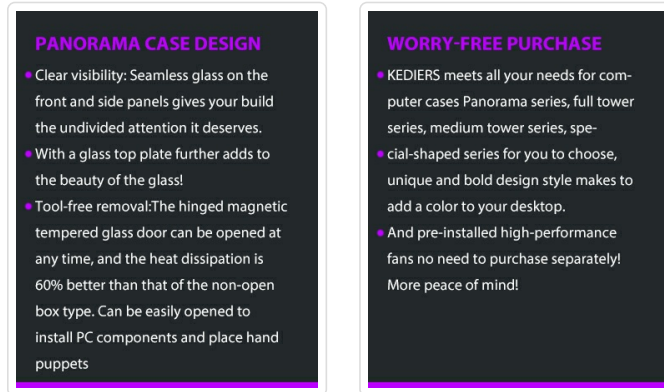 PANORAMA CASE DESIGN
Clear visibility: Seamless glass on the
front and side panels gives your build
the undivided attention it deserves.
With a glass top plate further adds to
the beauty of the glass!
Tool-free removal:The hinged magnetic
tempered glass door can be opened at
any time, and the heat dissipation is
60% better than that of the non-open
box type. Can be easily opened to
install PC components and place hand
puppets
WORRY-FREE PURCHASE
KEDIERS meets all your needs for com-
puter cases Panorama series, full tower
series, medium tower series, spe-
cial-shaped series for you to choose,
unique and bold design style makes to
add a color to your desktop.
And pre-installed high-performance
fans no need to purchase separately!
More peace of mind!